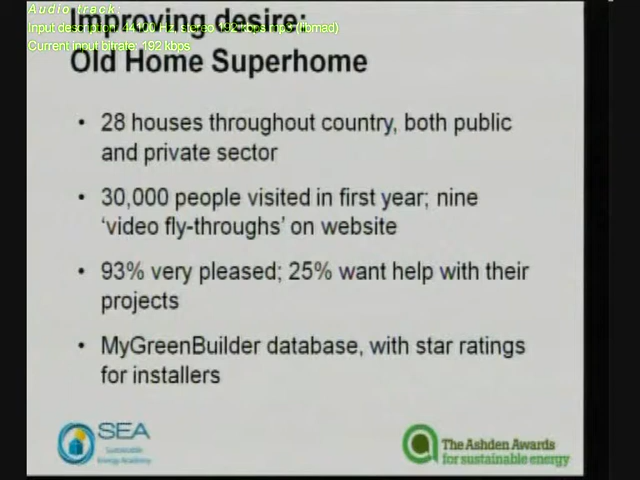 Audio track:
Input description: 44100 Hz, stereo 192 kbps mp3 (libmad)
Current input bitrate: 192 kbps
Improving desire:
Old Home Superhome
• 28 houses throughout country, both public
and private sector
• 30,000 people visited in first year; nine
‘video fly-throughs’ on website
• 93% very pleased; 25% want help with their
projects
• MyGreenBuilder database, with star ratings
for installers
SEA
Sustainable
Energy Academy
The Ashden Awards
for sustainable energy